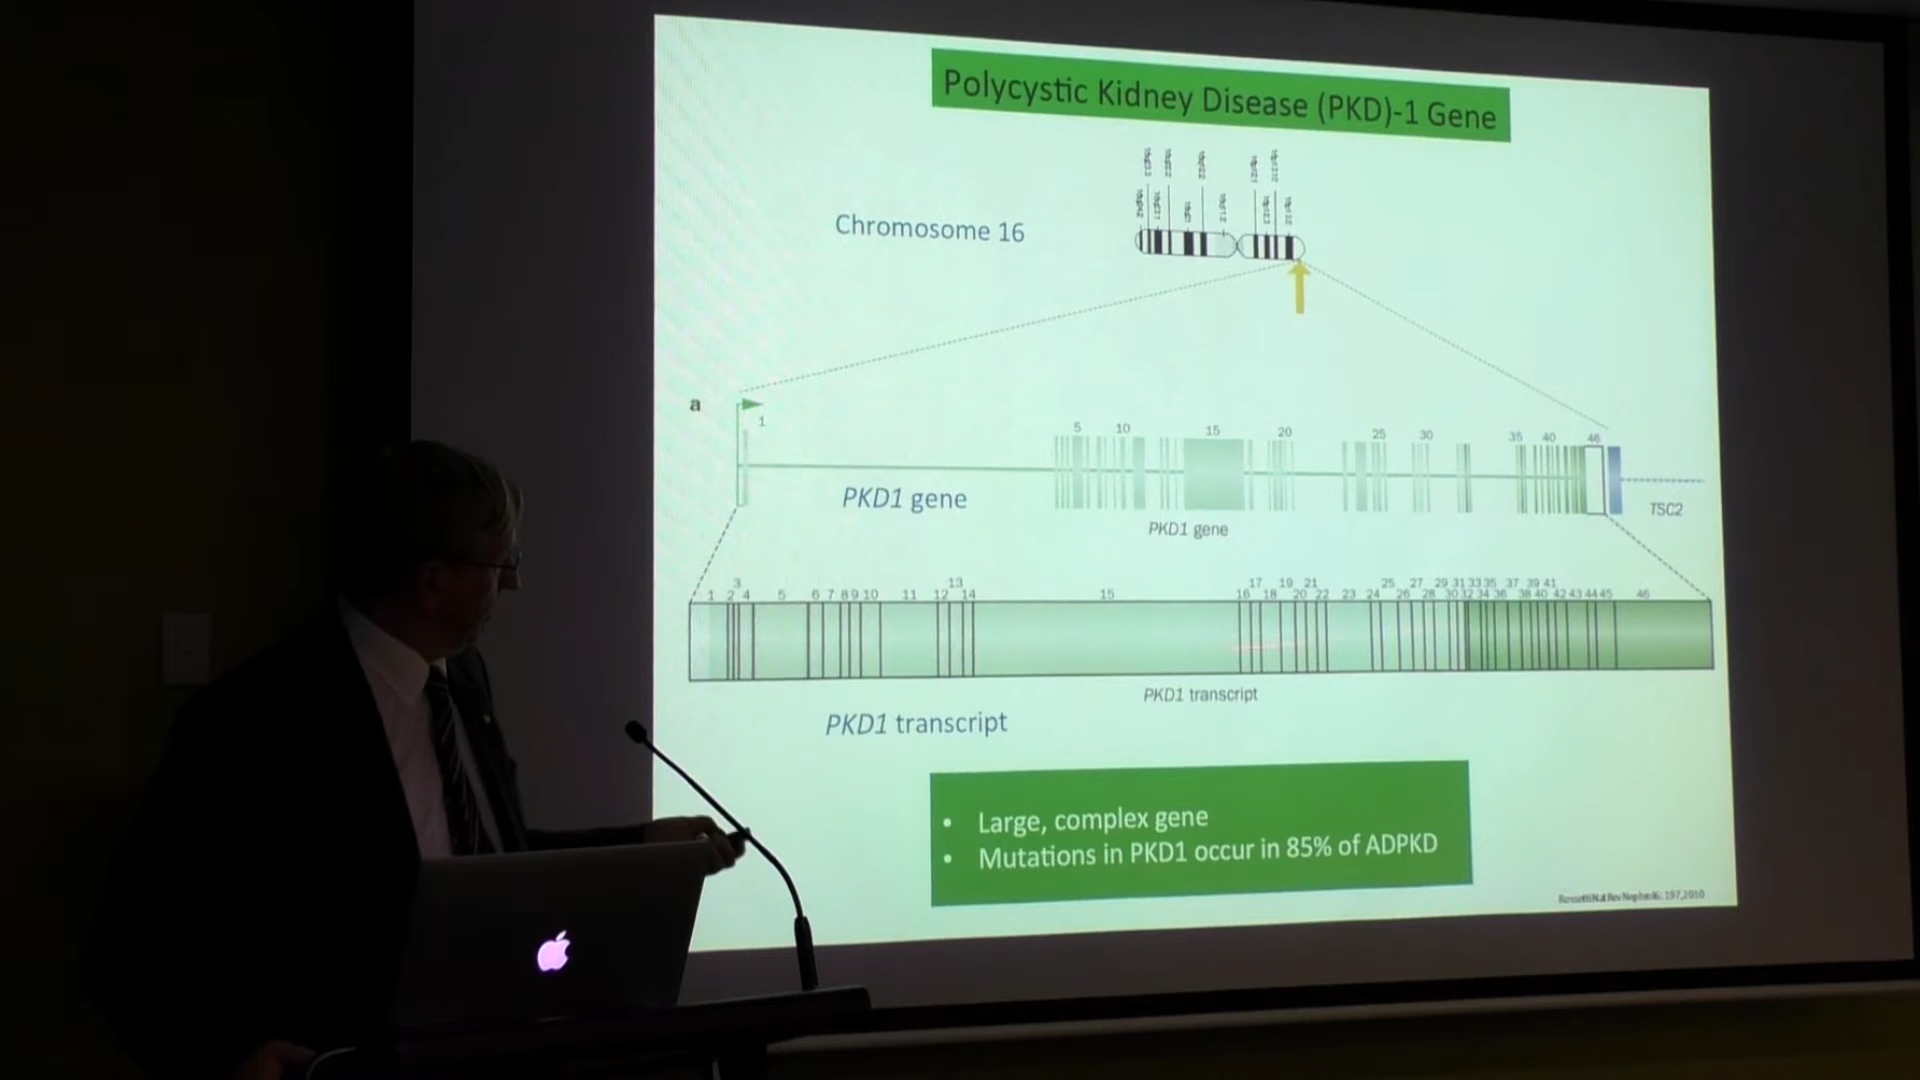 Polycystic Kidney Disease (PKD)-1 Gene
Chromosome 16
a
1
5 10 15 20 25 30 35 40 46
PKD1 gene
PKD1 gene
TSC2
3 13 17 19 21 25 27 29 31 33 35 37 39 41
1 2 4 5 6 7 8 9 10 11 12 14 15 16 18 20 22 23 24 26 28 30 32 34 36 38 40 42 43 44 45 46
PKD1 transcript
PKD1 transcript
• Large, complex gene
• Mutations in PKD1 occur in 85% of ADPKD
197,2010